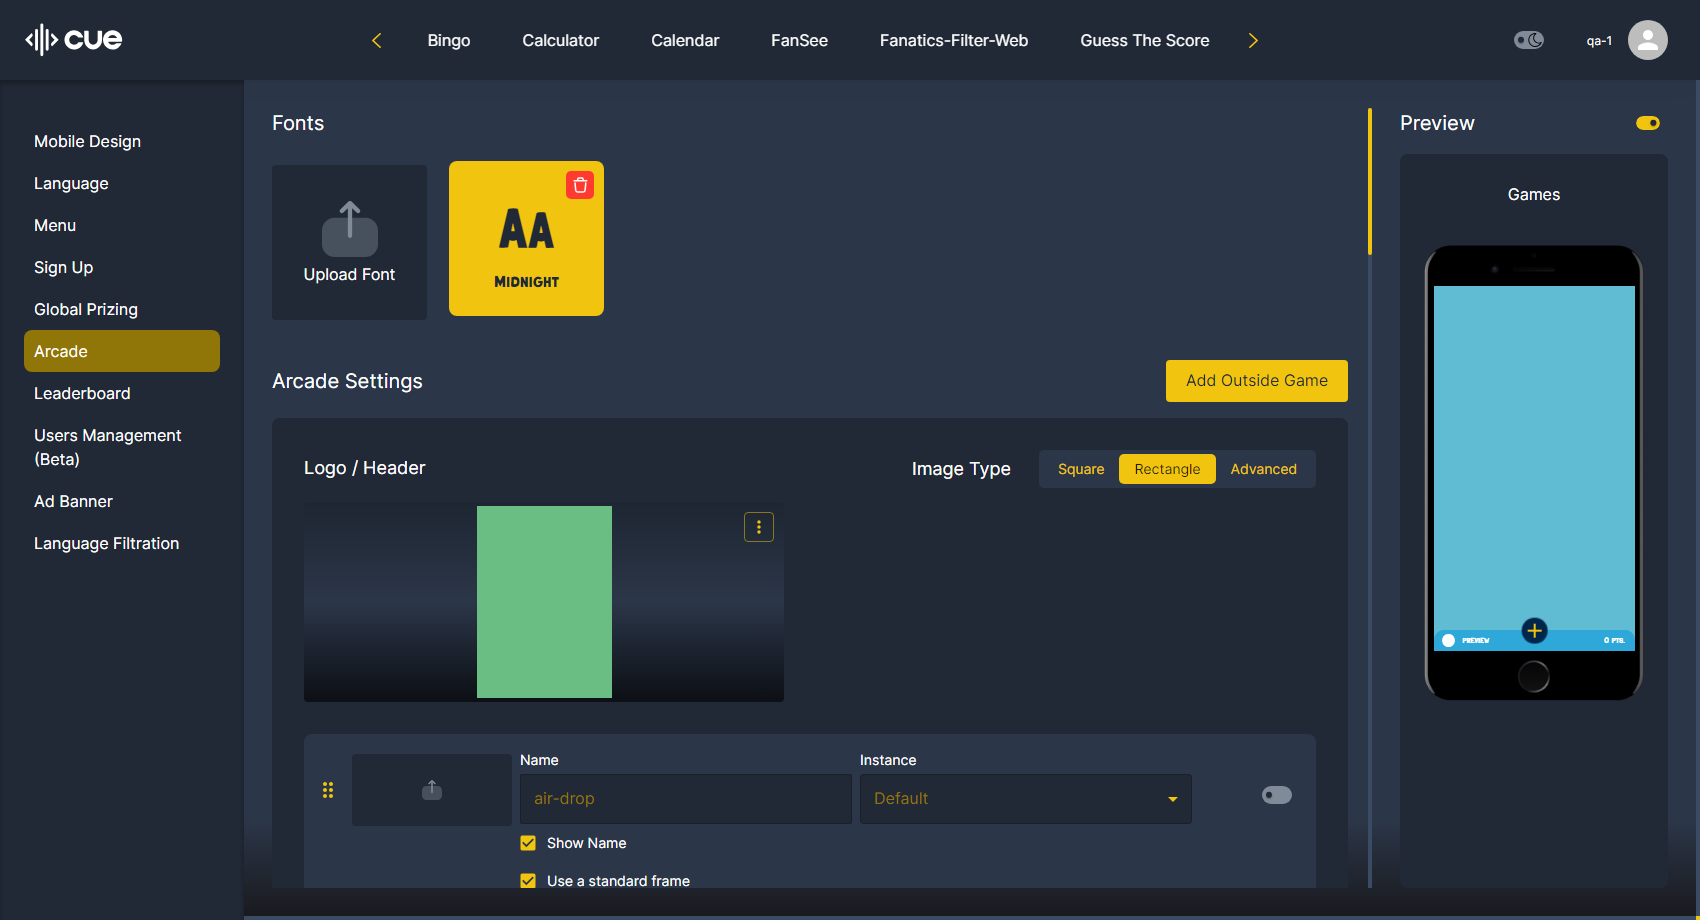 cue
Bingo
Calculator
Calendar
FanSee
Fanatics-Filter-Web
Guess The Score
qa-1
Mobile Design
Language
Menu
Sign Up
Global Prizing
Arcade
Leaderboard
Users Management
(Beta)
Ad Banner
Language Filtration
Fonts
Upload Font
AA
MIDNIGHT
Arcade Settings
Add Outside Game
Logo / Header
Image Type
Square
Rectangle
Advanced
Name
Instance
air-drop
Default
Show Name
Use a standard frame
Preview
Games
PREVIEW
0 PTS.